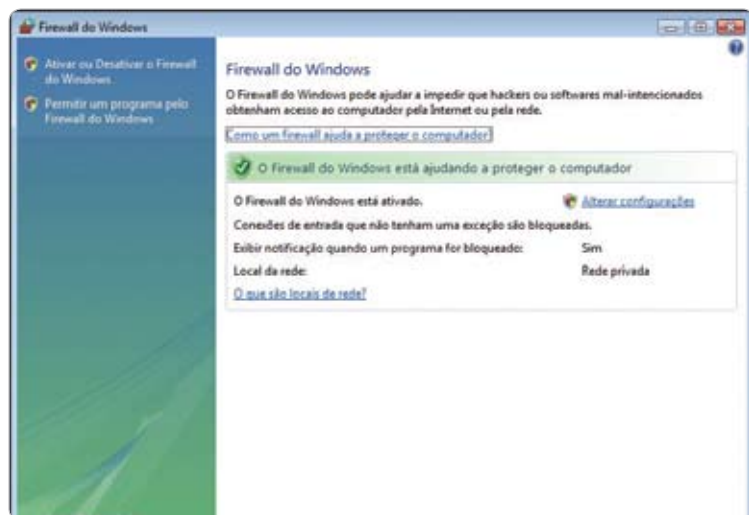 Firewall do Windows
Ativar ou Desativar o Firewall
do Windows
Permitir um programa pelo
Firewall do Windows
Firewall do Windows
O Firewall do Windows pode ajudar a impedir que hackers ou softwares mal-intencionados
obtenham acesso ao computador pela Internet ou pela rede.
Como um firewall ajuda a proteger o computador?
O Firewall do Windows está ajudando a proteger o computador
O Firewall do Windows está ativado. Alterar configurações
Conexões de entrada que não tenham uma exceção são bloqueadas.
Exibir notificação quando um programa for bloqueado: Sim
Local da rede: Rede privada
O que são locais de rede?